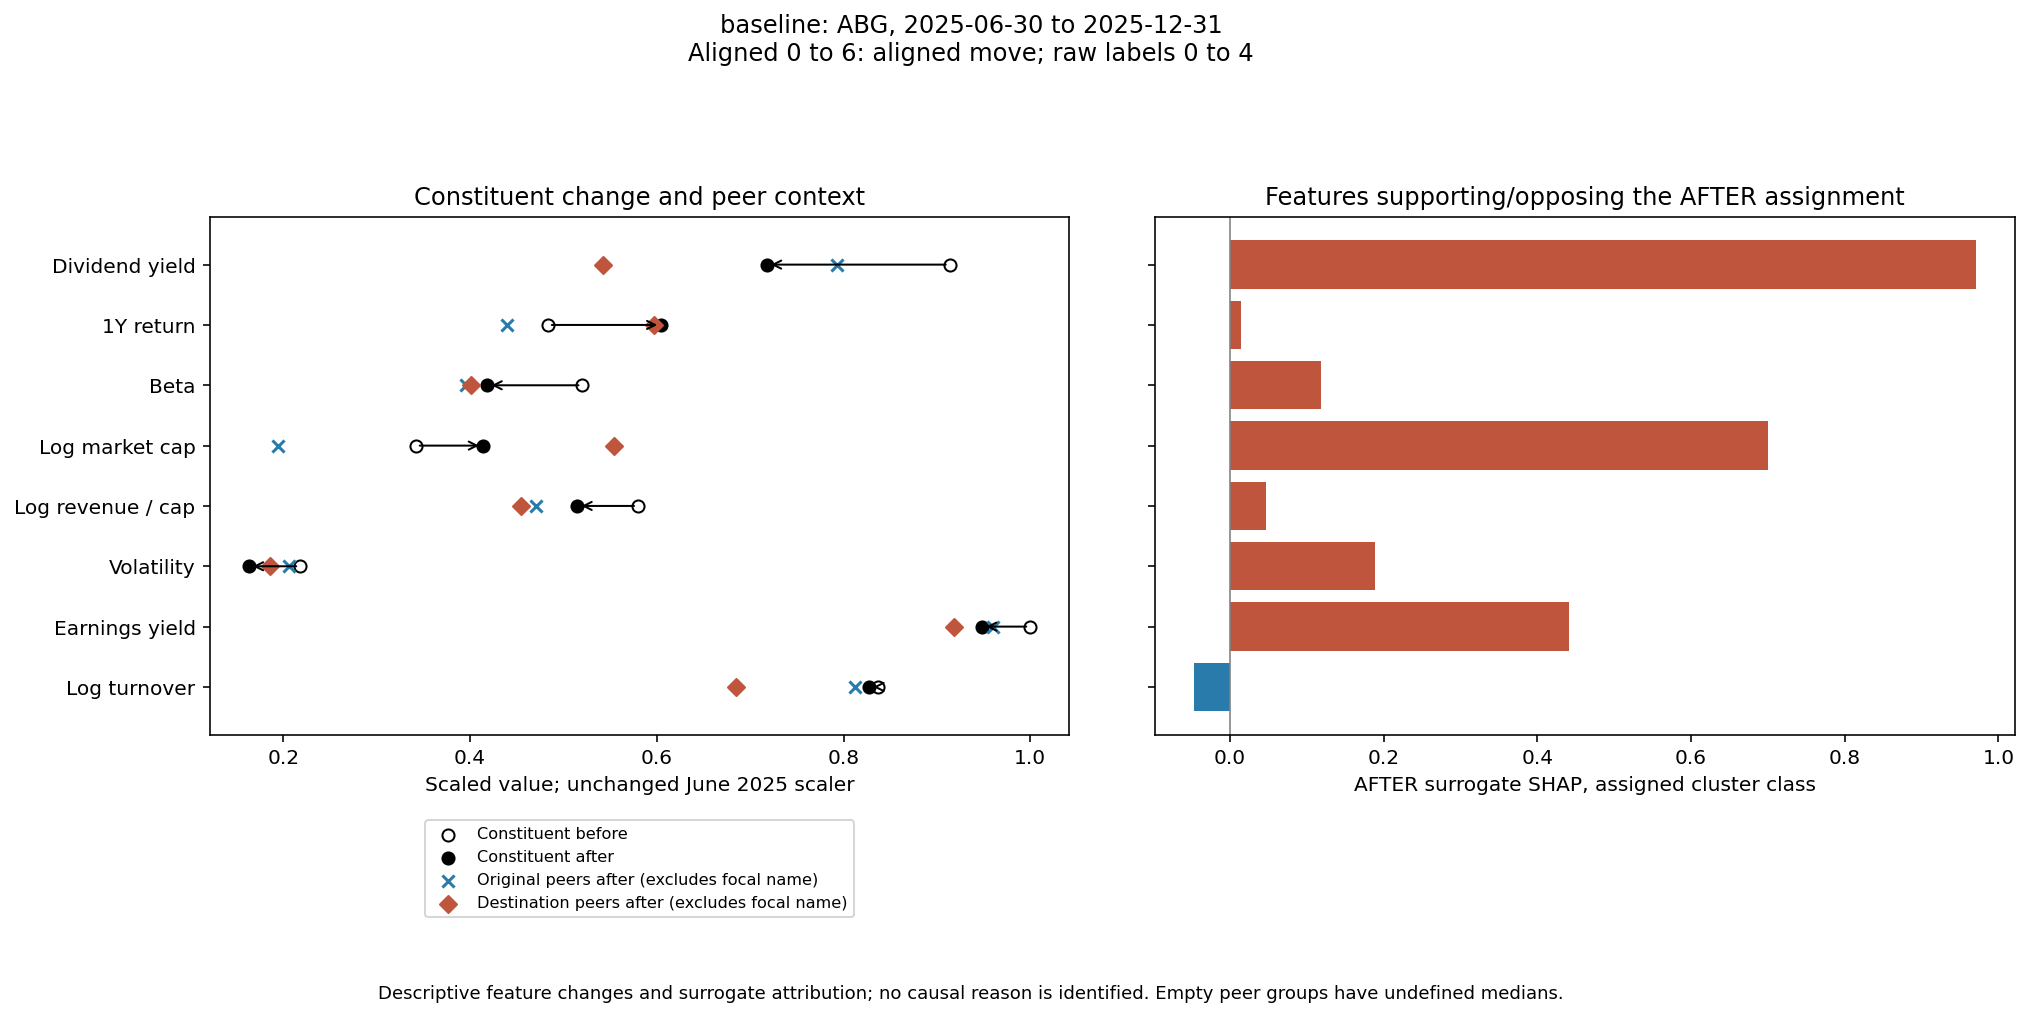 baseline: ABG, 2025-06-30 to 2025-12-31
Aligned 0 to 6: aligned move; raw labels 0 to 4
Constituent change and peer context
Dividend yield
1Y return
Beta
Log market cap
Log revenue / cap
Volatility
Earnings yield
Log turnover
0.2 0.4 0.6 0.8 1.0
Scaled value; unchanged June 2025 scaler
Constituent before
Constituent after
Original peers after (excludes focal name)
Destination peers after (excludes focal name)
Features supporting/opposing the AFTER assignment
0.0 0.2 0.4 0.6 0.8 1.0
AFTER surrogate SHAP, assigned cluster class
Descriptive feature changes and surrogate attribution; no causal reason is identified. Empty peer groups have undefined medians.